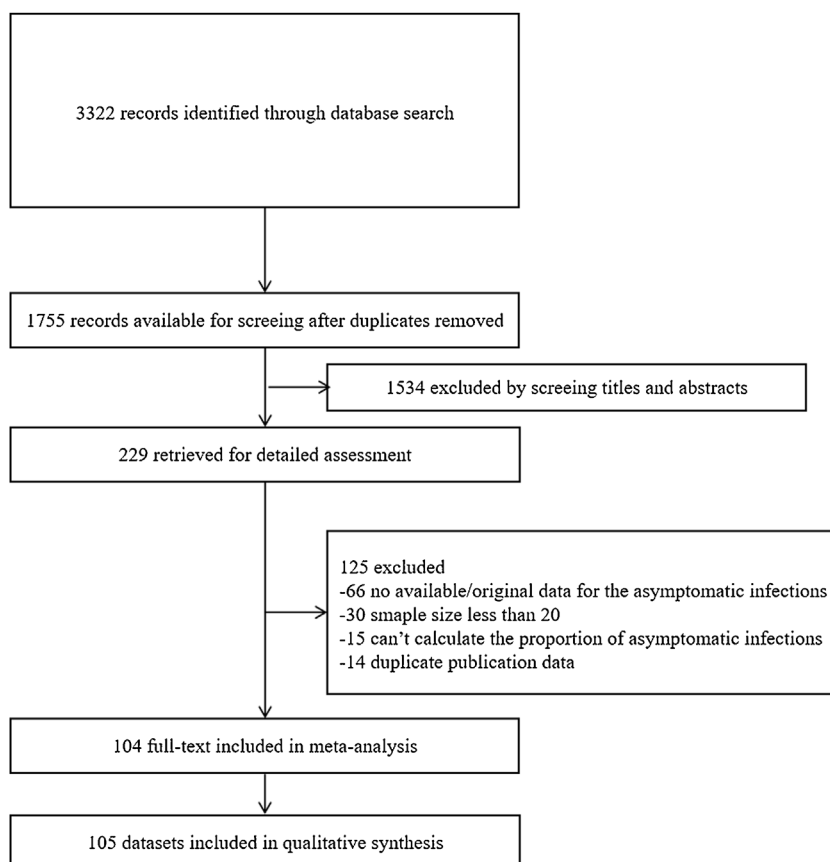 3322 records identified through database search
1755 records available for screeing after duplicates removed
1534 excluded by screeing titles and abstracts
229 retrieved for detailed assessment
125 excluded
-66 no available/original data for the asymptomatic infections
-30 smaple size less than 20
-15 can't calculate the proportion of asymptomatic infections
-14 duplicate publication data
104 full-text included in meta-analysis
105 datasets included in qualitative synthesis